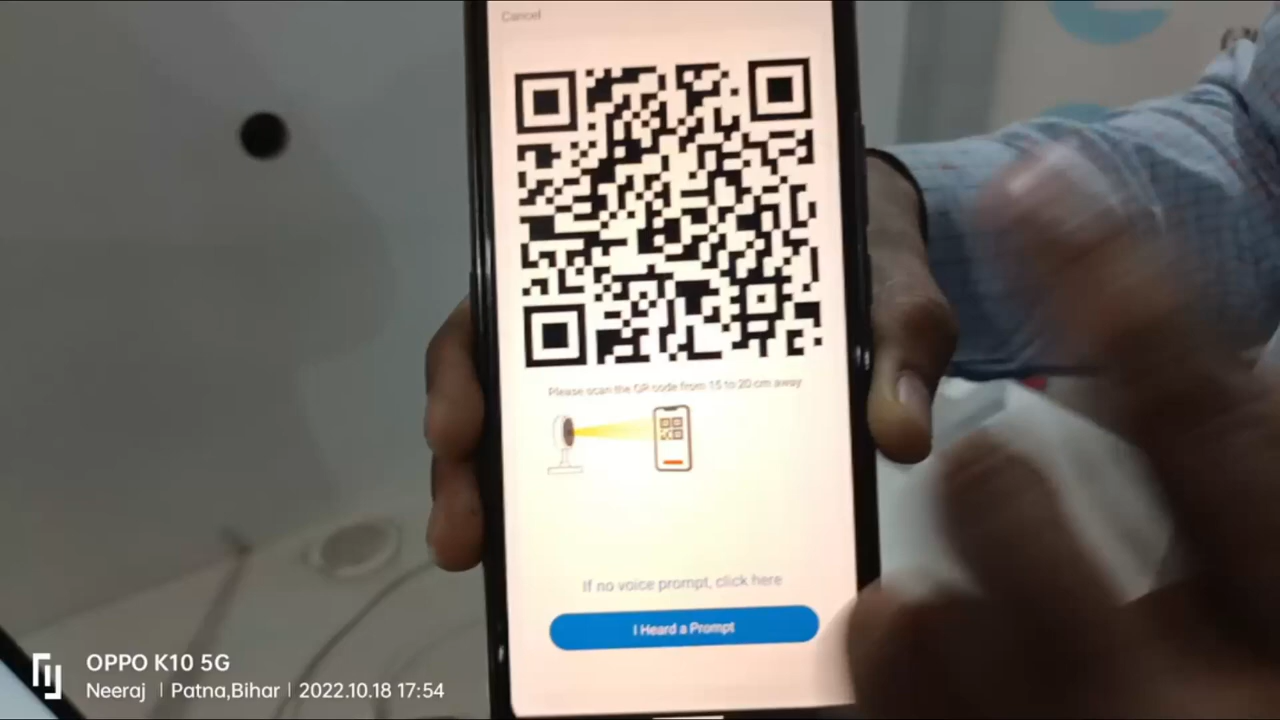 Cancel
Please scan the QR code from 15 to 20 cm away
If no voice prompt, click here
I Heard a Prompt
OPPO K10 5G
Neeraj | Patna,Bihar | 2022.10.18 17:54